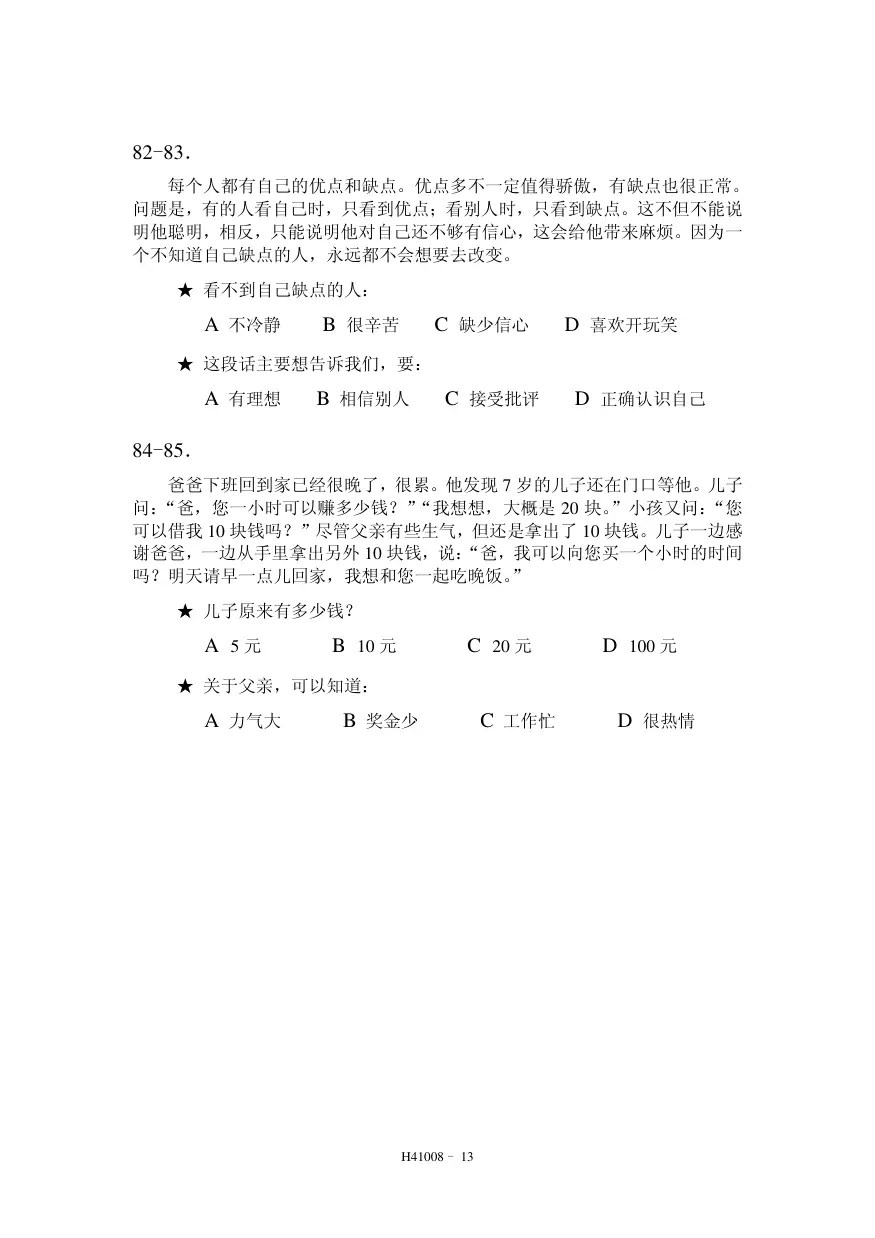 82-83．
每个人都有自己的优点和缺点。优点多不一定值得骄傲，有缺点也很正常。
问题是，有的人看自己时，只看到优点；看别人时，只看到缺点。这不但不能说
明他聪明，相反，只能说明他对自己还不够有信心，这会给他带来麻烦。因为一
个不知道自己缺点的人，永远都不会想要去改变。
★ 看不到自己缺点的人：
A 不冷静 B 很辛苦 C 缺少信心 D 喜欢开玩笑
★ 这段话主要想告诉我们，要：
A 有理想 B 相信别人 C 接受批评 D 正确认识自己
84-85．
爸爸下班回到家已经很晚了，很累。他发现 7 岁的儿子还在门口等他。儿子
问：“爸，您一小时可以赚多少钱？”“我想想，大概是 20 块。”小孩又问：“您
可以借我 10 块钱吗？”尽管父亲有些生气，但还是拿出了 10 块钱。儿子一边感
谢爸爸，一边从手里拿出另外 10 块钱，说：“爸，我可以向您买一个小时的时间
吗？明天请早一点儿回家，我想和您一起吃晚饭。”
★ 儿子原来有多少钱？
A 5 元 B 10 元 C 20 元 D 100 元
★ 关于父亲，可以知道：
A 力气大 B 奖金少 C 工作忙 D 很热情
H41008 - 13